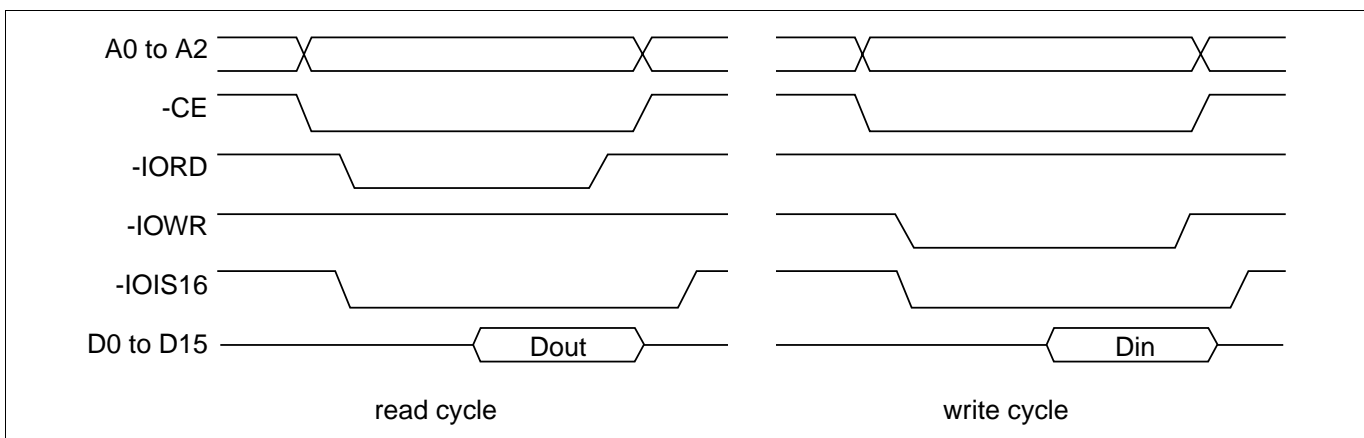 A0 to A2
-CE
-IORD
-IOWR
-IOIS16
D0 to D15 Dout Din
read cycle write cycle